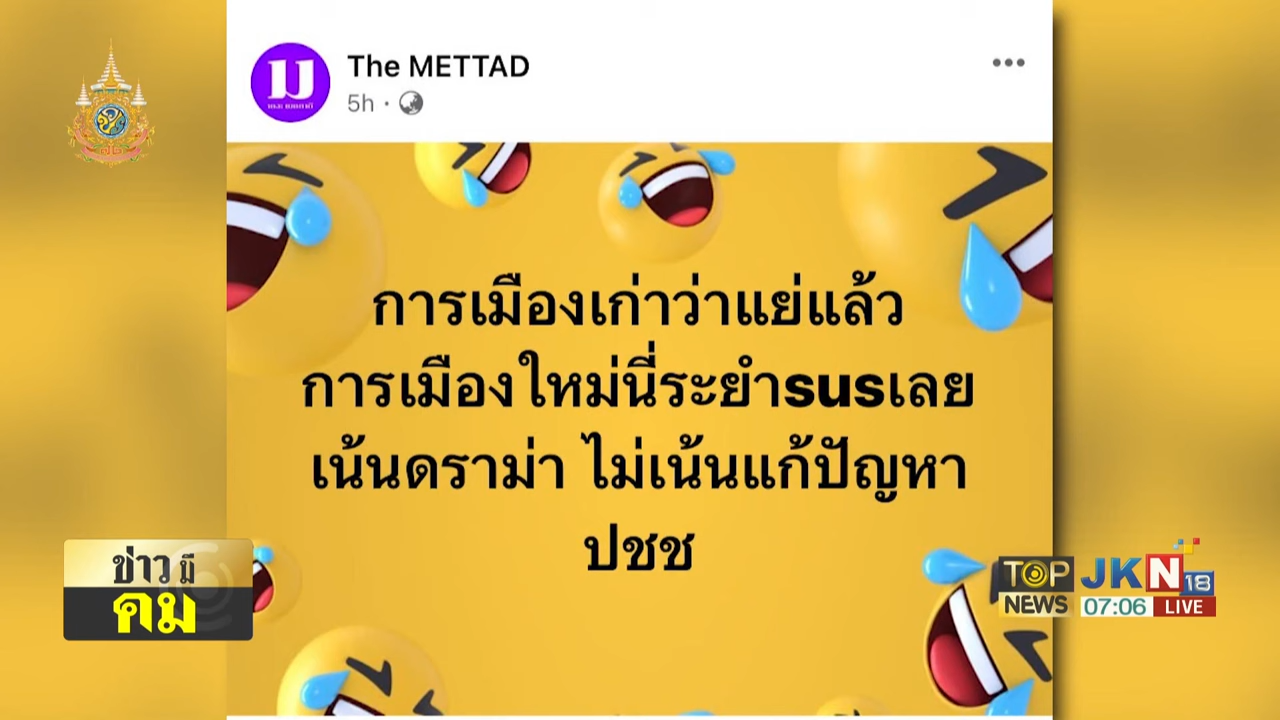 The METTAD
5h
การเมืองเก่าว่าแย่แล้ว
การเมืองใหม่นี่ระยำsusเลย
เน้นดราม่า ไม่เน้นแก้ปัญหา
ปชช
ข่าวมี
คม
TOP NEWS
JKN 18
07:06 LIVE